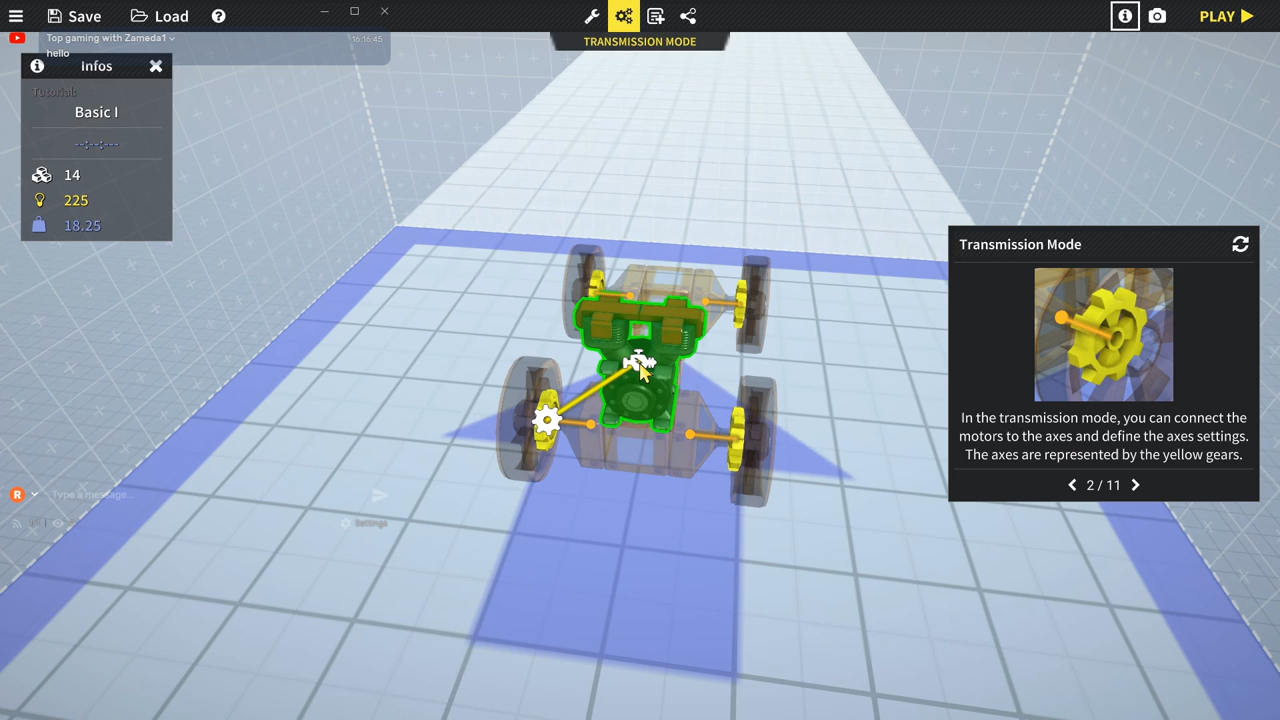 Save
Load
PLAY
TRANSMISSION MODE
Top gaming with Zameda1
16:16:45
hello
Infos
Tutorial:
Basic I
--:--:---
14
225
18.25
Transmission Mode
In the transmission mode, you can connect the
motors to the axes and define the axes settings.
The axes are represented by the yellow gears.
2 / 11
R
Type a message...
Settings